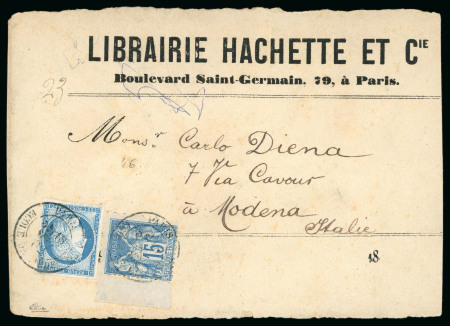 LIBRAIRIE HACHETTE ET CIE
Boulevard Saint-Germain, 79, à Paris.
23
Monsr Carlo Diena
7 Via Cavour
à Modena
Italie
15
18